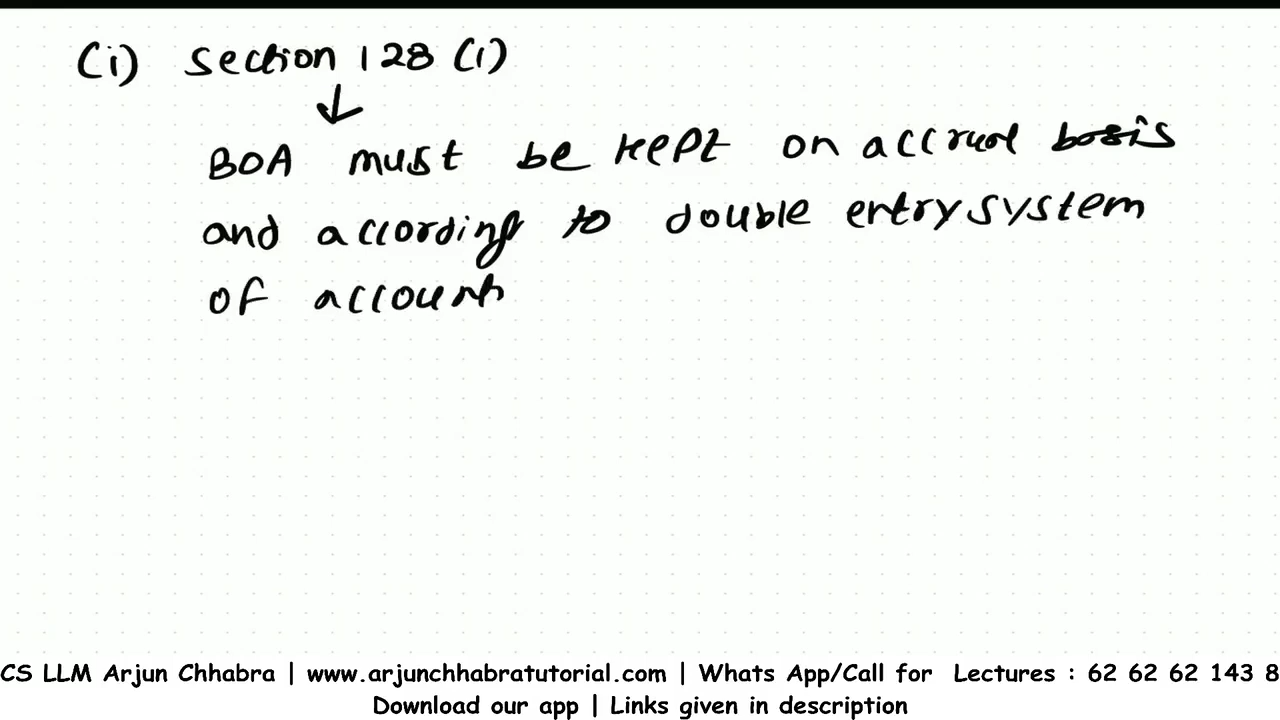 (i) section 128 (1)
BOA must be kept on accrual basis
and according to double entry system
of account
CS LLM Arjun Chhabra | www.arjunchhabratutorial.com | Whats App/Call for Lectures : 62 62 62 143 8
Download our app | Links given in description